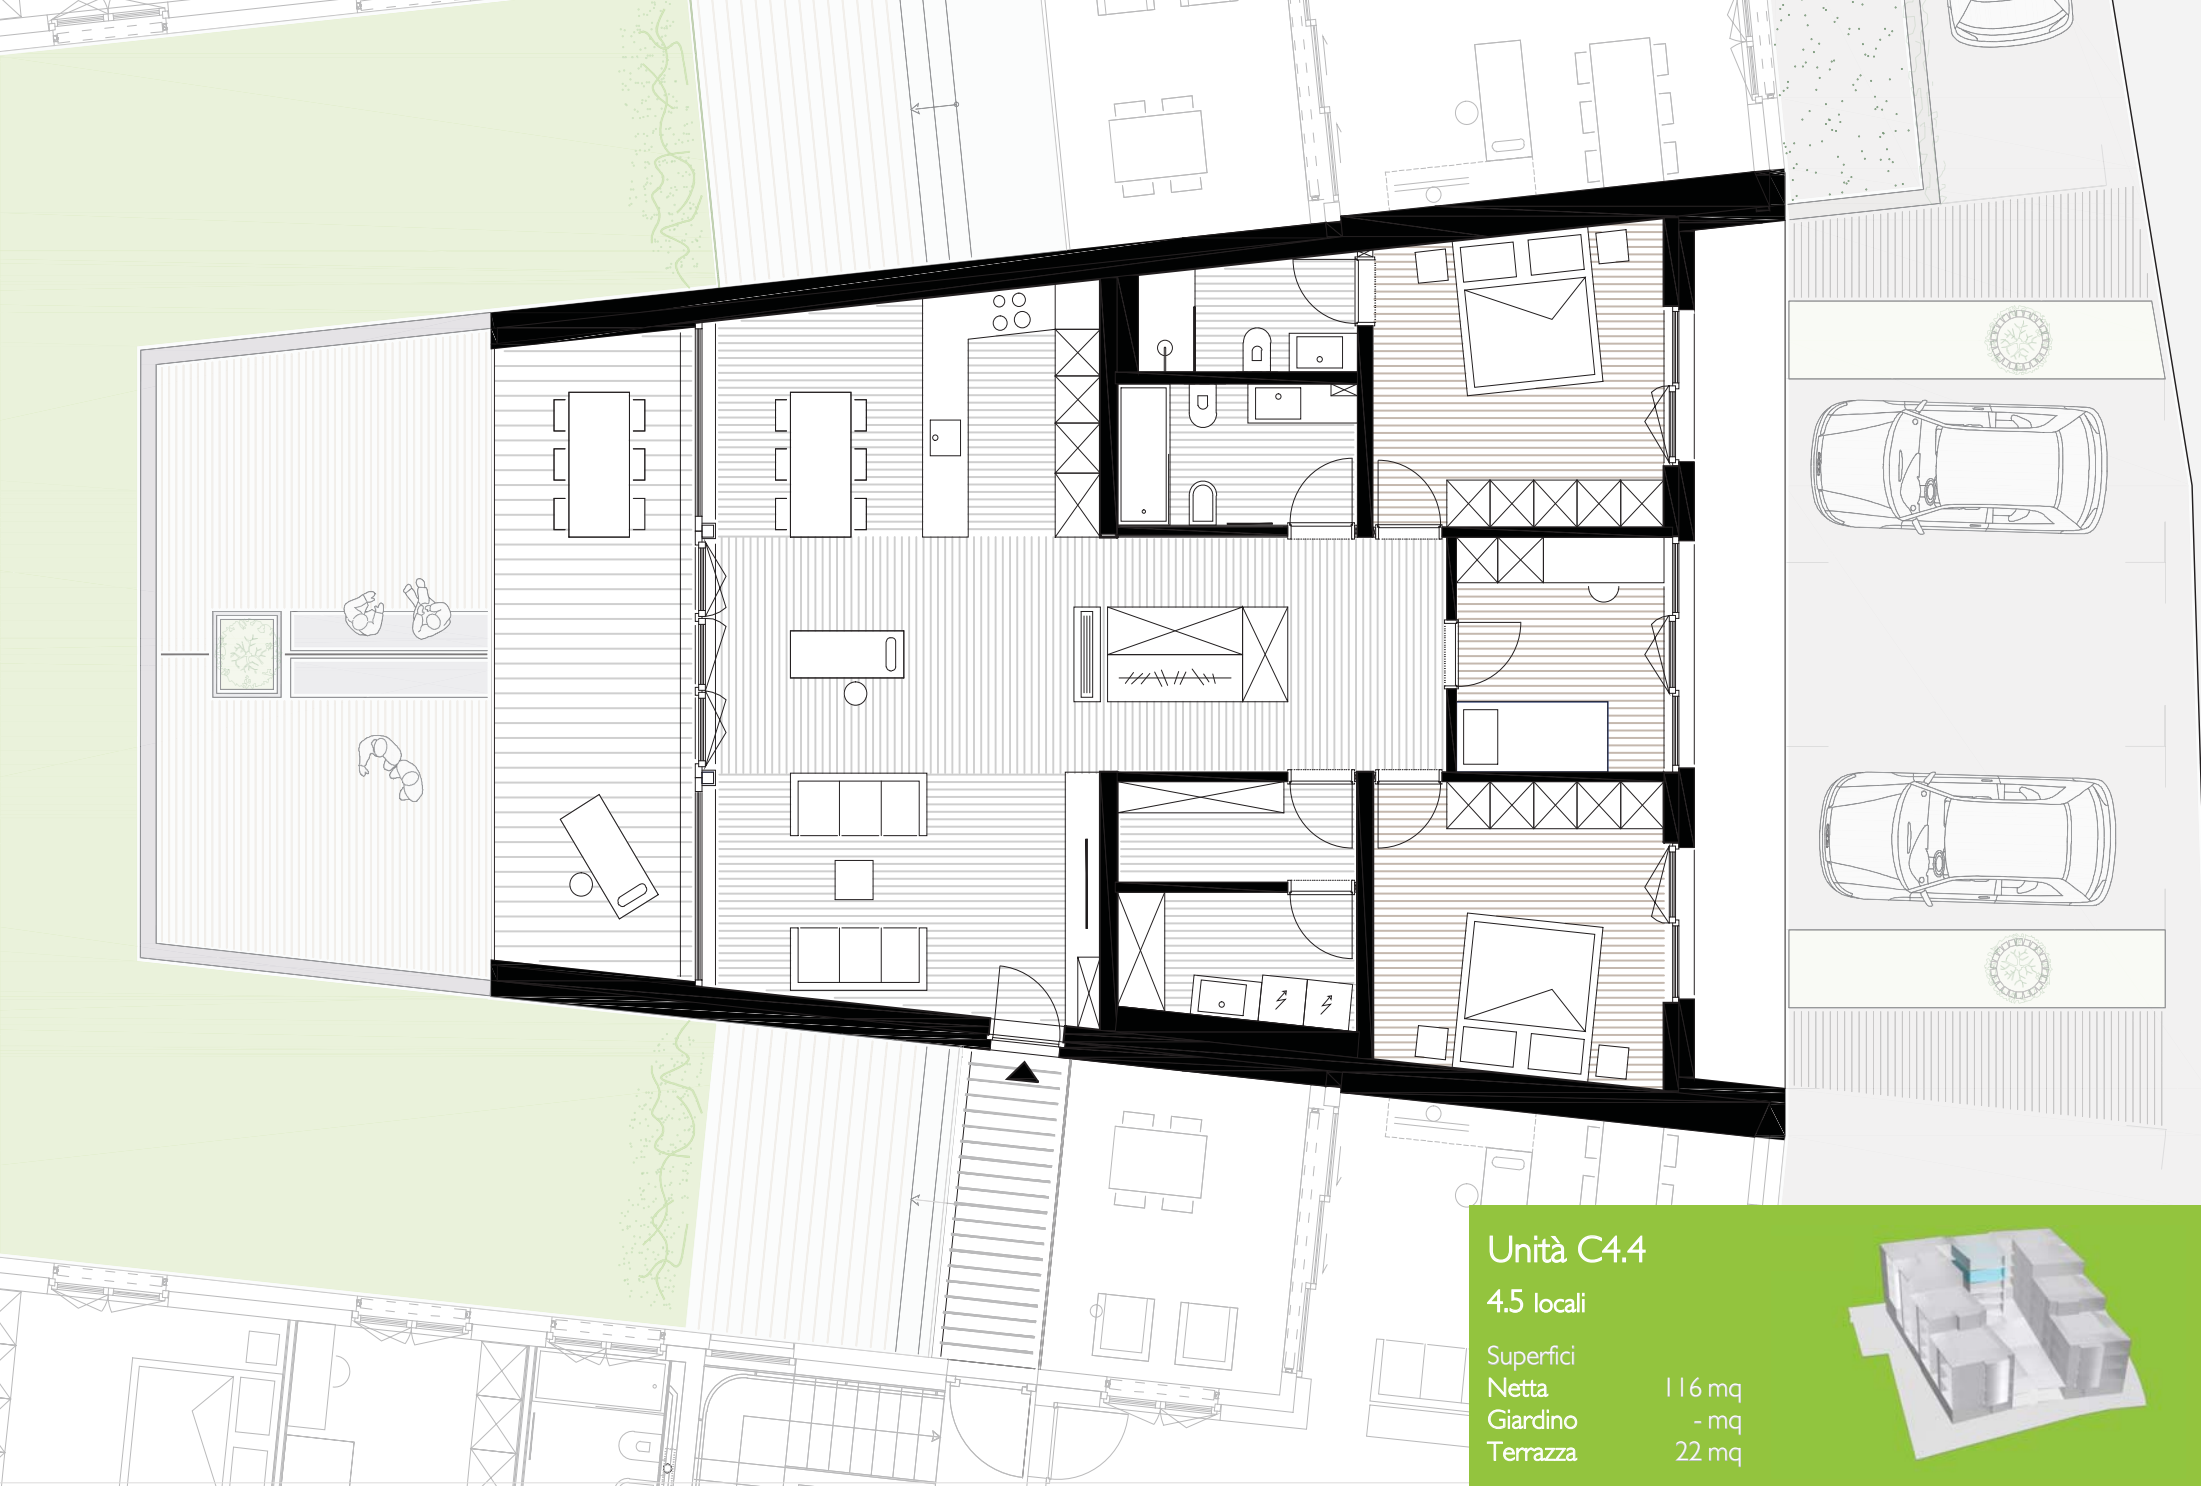 Unità C4.4
4.5 locali
Superfici
Netta 116 mq
Giardino - mq
Terrazza 22 mq